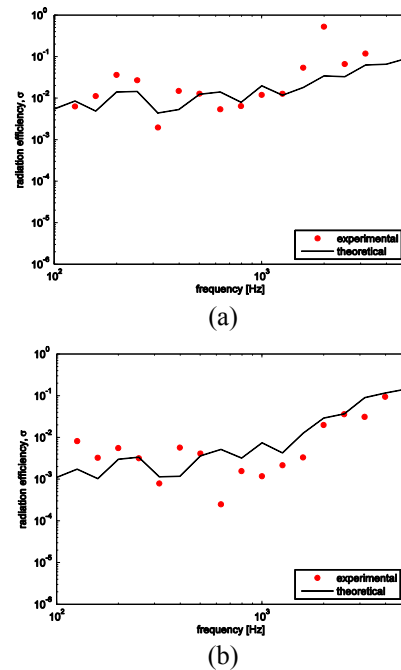 10^0
10^-1
10^-2
10^-3
10^-4
10^-5
10^-6
radiation efficiency, σ
experimental
theoretical
10^2
10^3
frequency [Hz]
(a)
10^0
10^-1
10^-2
10^-3
10^-4
10^-5
10^-6
radiation efficiency, σ
experimental
theoretical
10^2
10^3
frequency [Hz]
(b)